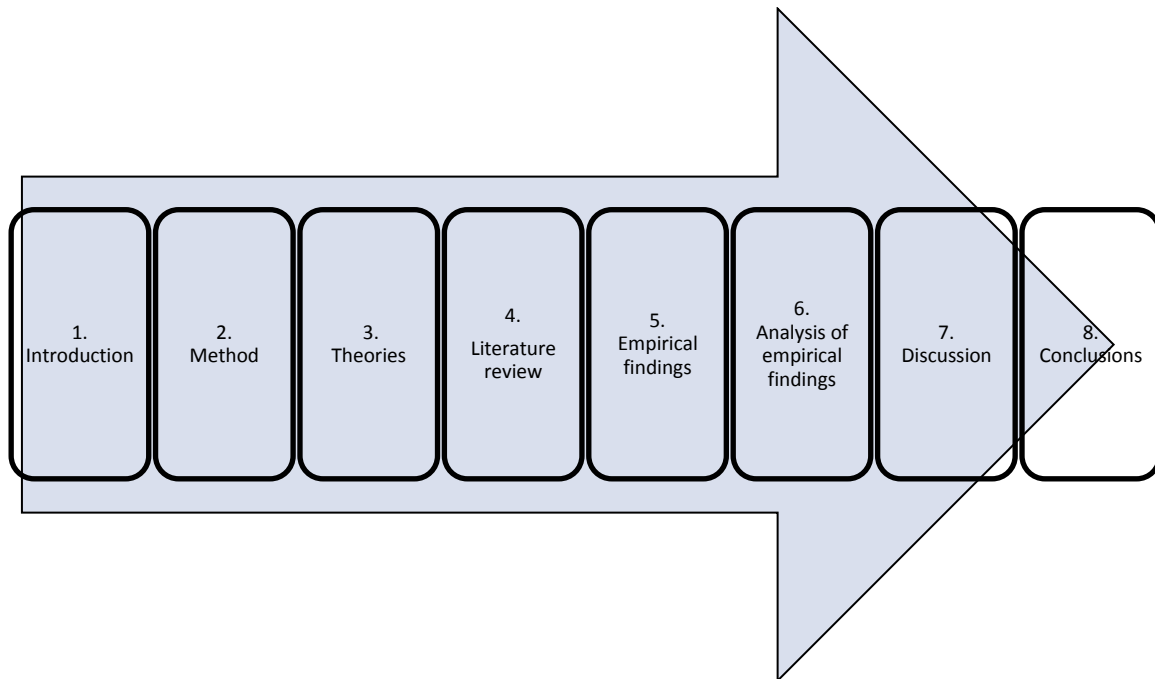 1.
Introduction
2.
Method
3.
Theories
4.
Literature
review
5.
Empirical
findings
6.
Analysis of
empirical
findings
7.
Discussion
8.
Conclusions